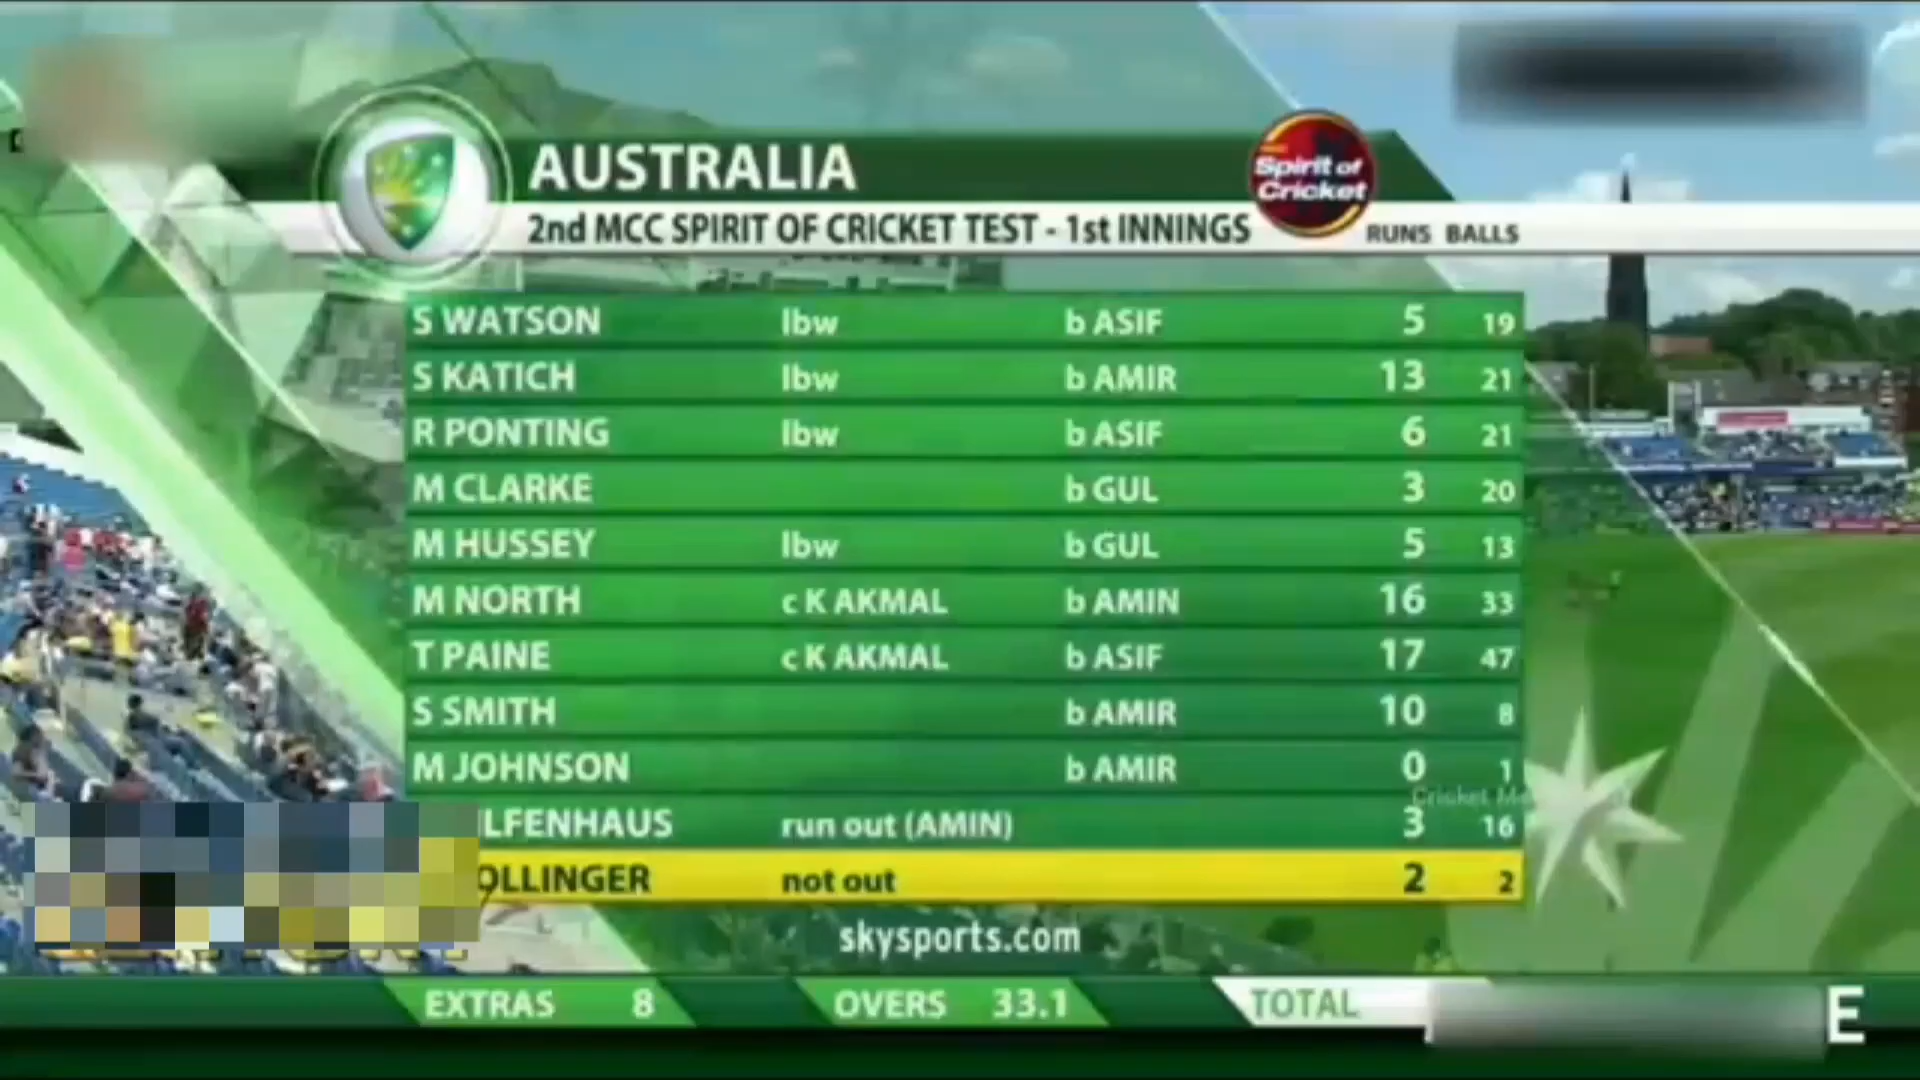 AUSTRALIA
Spirit of
Cricket
2nd MCC SPIRIT OF CRICKET TEST - 1st INNINGS RUNS BALLS
S WATSON lbw b ASIF 5 19
S KATICH lbw b AMIR 13 21
R PONTING lbw b ASIF 6 21
M CLARKE b GUL 3 20
M HUSSEY lbw b GUL 5 13
M NORTH c K AKMAL b AMIN 16 33
T PAINE c K AKMAL b ASIF 17 47
S SMITH b AMIR 10 8
M JOHNSON b AMIR 0 1
Cricket
ILFENHAUS run out (AMIN) 3 16
OLLINGER not out 2 2
skysports.com
EXTRAS 8 OVERS 33.1 TOTAL E